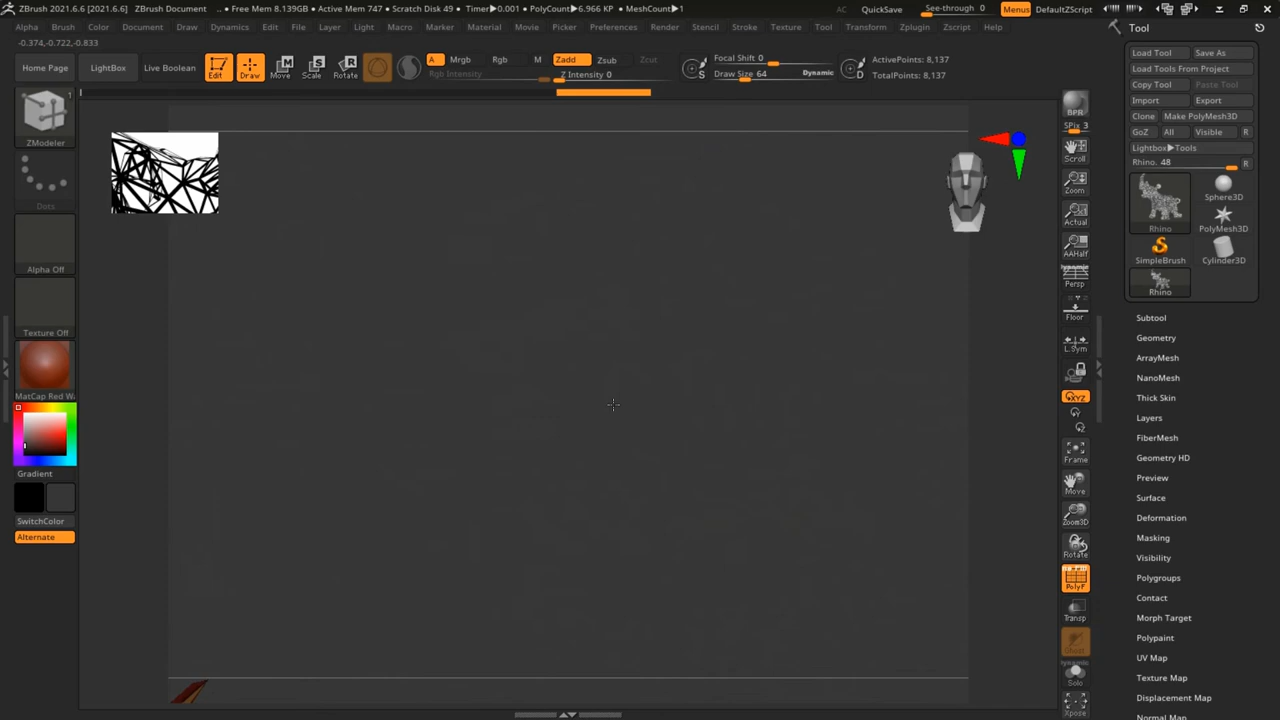 ZBrush 2021.6.6 [2021.6.6] ZBrush Document .. • Free Mem 8.139GB • Active Mem 747 • Scratch Disk 49 • Timer▶0.001 • PolyCount▶6.966 KP • MeshCount▶1 AC QuickSave See-through 0 Menus DefaultZScript
Alpha Brush Color Document Draw Dynamics Edit File Layer Light Macro Marker Material Movie Picker Preferences Render Stencil Stroke Texture Tool Transform Zplugin Zscript Help
-0.374,-0.722,-0.833
Home Page LightBox Live Boolean Edit Draw Move Scale Rotate A Mrgb Rgb M Zadd Zsub Zcut
Rgb Intensity Z Intensity 0
Focal Shift 0
Draw Size 64 Dynamic
ActivePoints: 8,137
TotalPoints: 8,137
1
ZModeler
Dots
Alpha Off
Texture Off
MatCap Red W
Gradient
SwitchColor
Alternate
BPR
SPix 3
Scroll
Zoom
Actual
AAHalf
Dynamic
Persp
Floor
L.Sym
XYZ
Y
Z
Frame
Move
Zoom3D
Rotate
PolyF
Transp
Ghost
Dynamic
Solo
Xpose
Tool
Load Tool Save As
Load Tools From Project
Copy Tool Paste Tool
Import Export
Clone Make PolyMesh3D
GoZ All Visible R
Lightbox▶Tools
Rhino. 48 R
Rhino
Sphere3D
PolyMesh3D
SimpleBrush
Cylinder3D
Rhino
Subtool
Geometry
ArrayMesh
NanoMesh
Thick Skin
Layers
FiberMesh
Geometry HD
Preview
Surface
Deformation
Masking
Visibility
Polygroups
Contact
Morph Target
Polypaint
UV Map
Texture Map
Displacement Map
Normal Map